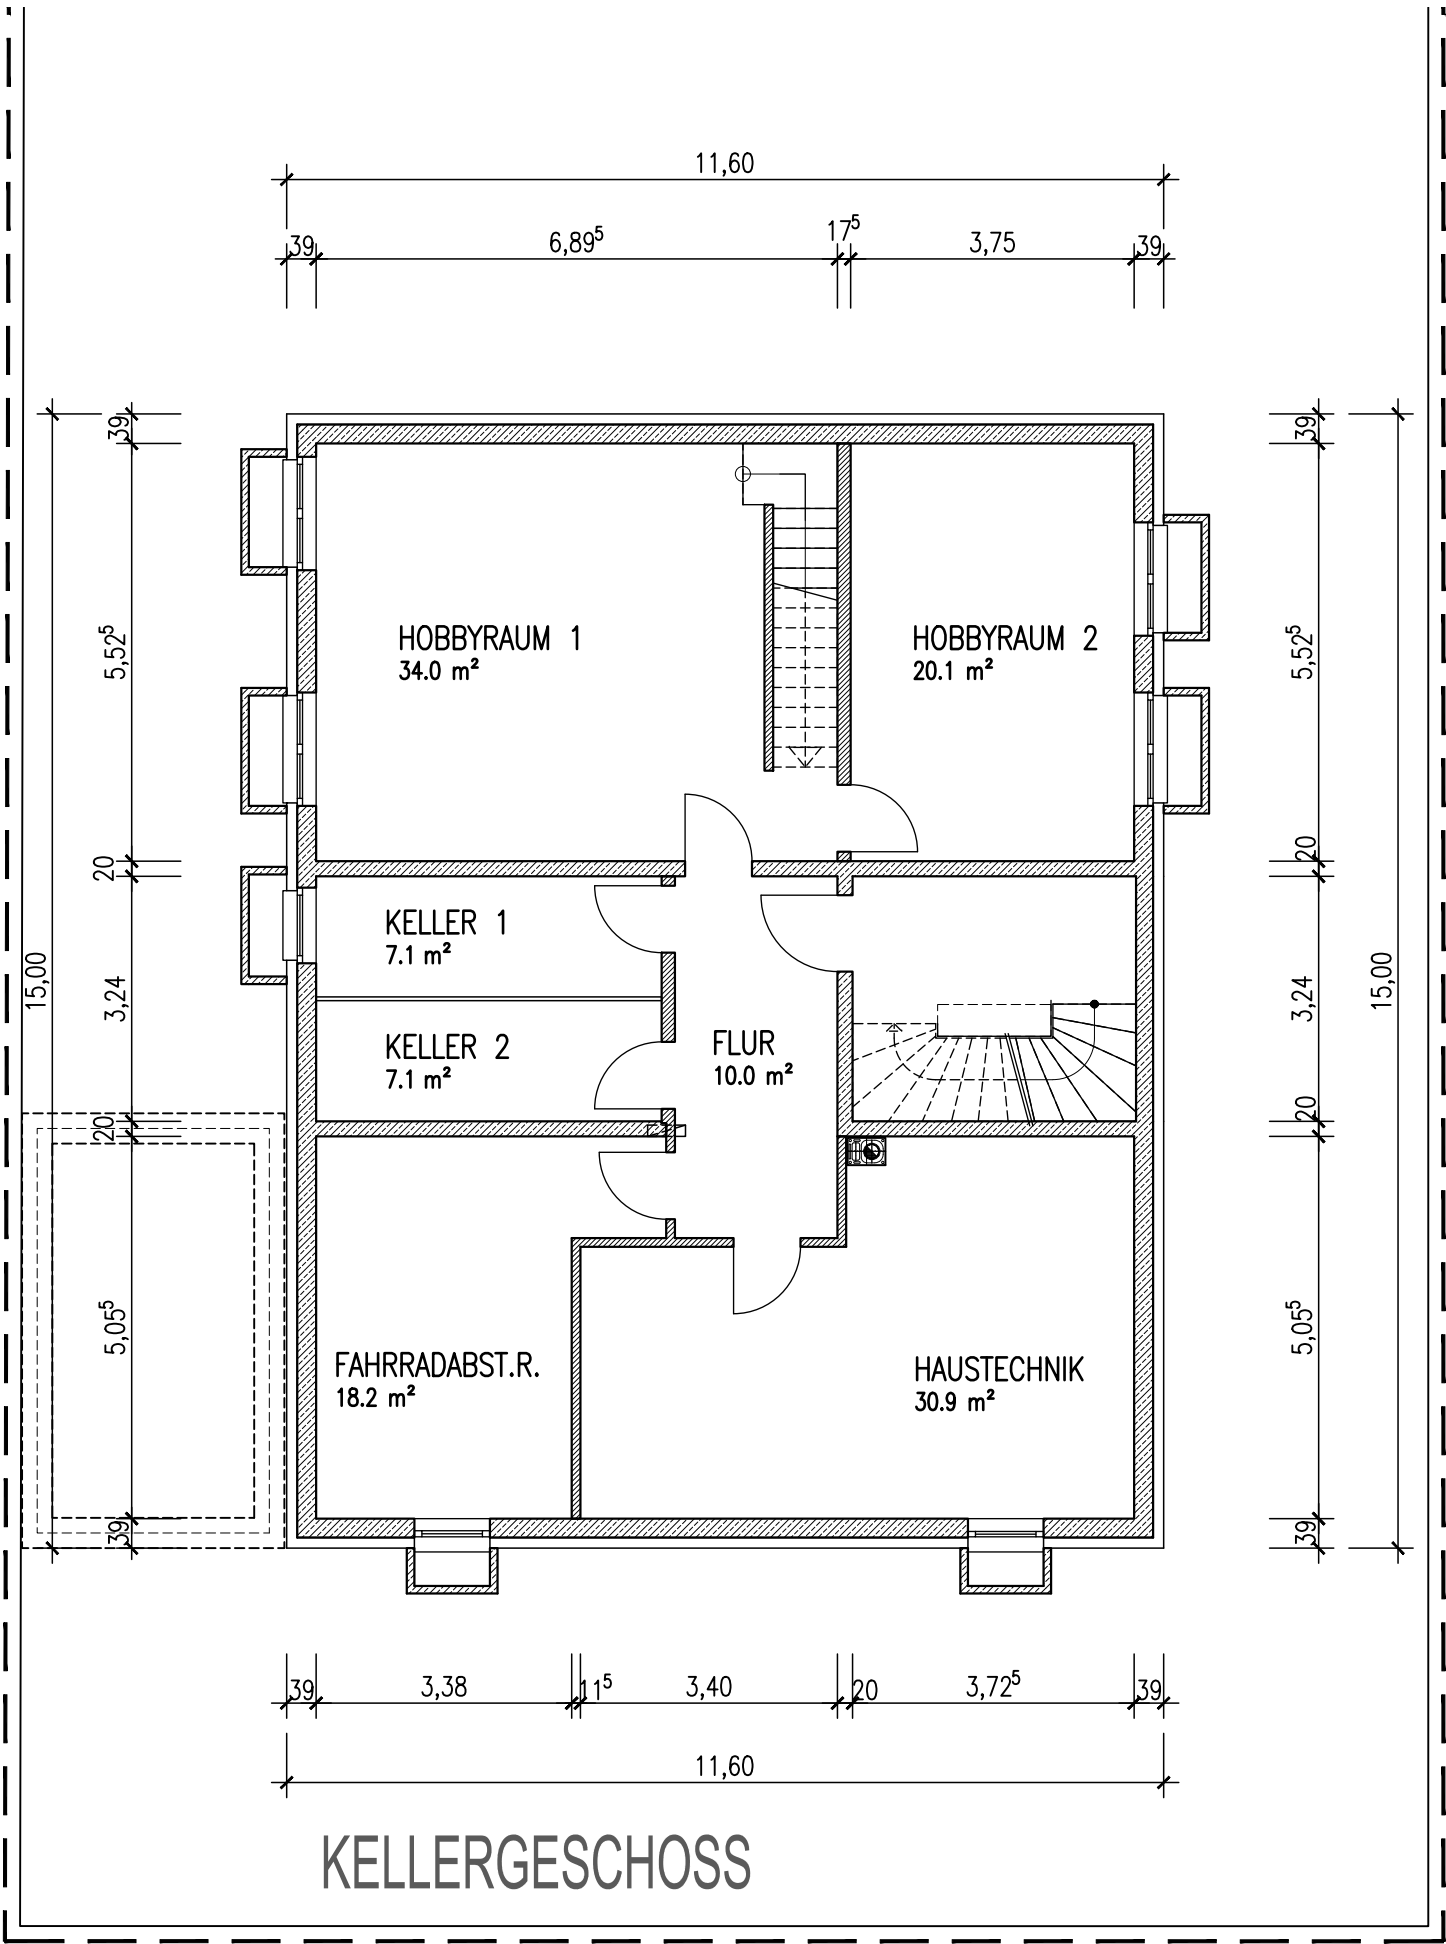 11,60
39
6,89⁵
17⁵
3,75
39
39
39
HOBBYRAUM 1
34.0 m²
HOBBYRAUM 2
20.1 m²
5,52⁵
5,52⁵
20
20
KELLER 1
7.1 m²
15,00
3,24
3,24
15,00
KELLER 2
7.1 m²
FLUR
10.0 m²
20
20
5,05⁵
5,05⁵
FAHRRADABST.R.
18.2 m²
HAUSTECHNIK
30.9 m²
39
39
39
3,38
11⁵
3,40
20
3,72⁵
39
11,60
KELLERGESCHOSS